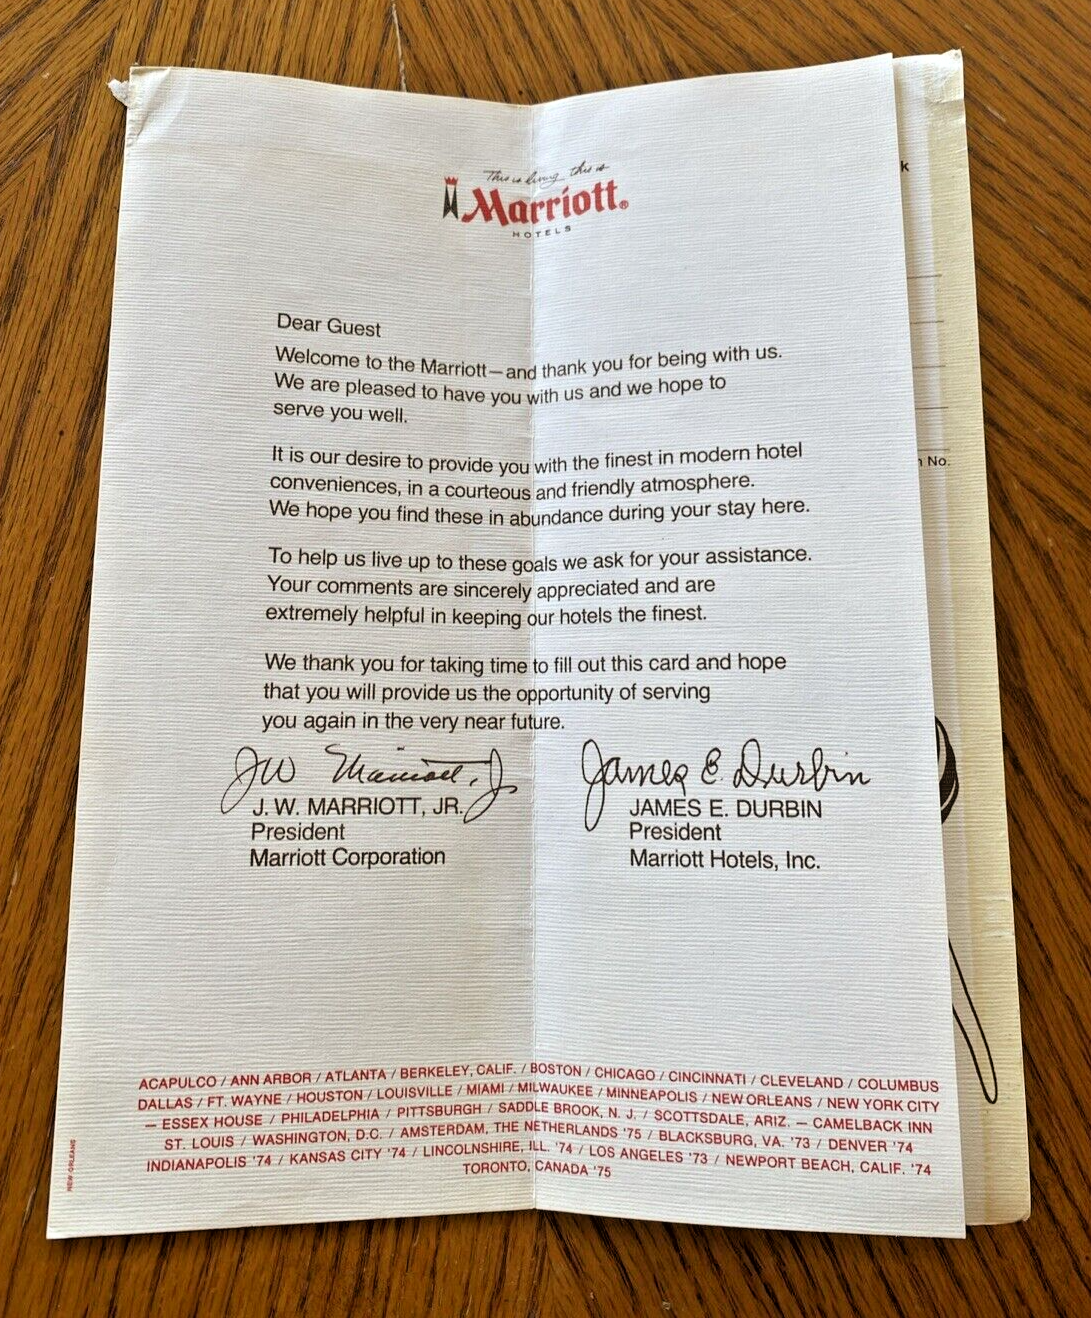 This is living, this is
Marriott®
HOTELS
Dear Guest
Welcome to the Marriott—and thank you for being with us.
We are pleased to have you with us and we hope to
serve you well.
It is our desire to provide you with the finest in modern hotel
conveniences, in a courteous and friendly atmosphere.
We hope you find these in abundance during your stay here.
To help us live up to these goals we ask for your assistance.
Your comments are sincerely appreciated and are
extremely helpful in keeping our hotels the finest.
We thank you for taking time to fill out this card and hope
that you will provide us the opportunity of serving
you again in the very near future.
JW Marriott, Jr James E. Durbin
J. W. MARRIOTT, JR. JAMES E. DURBIN
President President
Marriott Corporation Marriott Hotels, Inc.
ACAPULCO / ANN ARBOR / ATLANTA / BERKELEY, CALIF. / BOSTON / CHICAGO / CINCINNATI / CLEVELAND / COLUMBUS
DALLAS / FT. WAYNE / HOUSTON / LOUISVILLE / MIAMI / MILWAUKEE / MINNEAPOLIS / NEW ORLEANS / NEW YORK CITY
— ESSEX HOUSE / PHILADELPHIA / PITTSBURGH / SADDLE BROOK, N. J. / SCOTTSDALE, ARIZ. — CAMELBACK INN
ST. LOUIS / WASHINGTON, D.C. / AMSTERDAM, THE NETHERLANDS '75 / BLACKSBURG, VA. '73 / DENVER '74
INDIANAPOLIS '74 / KANSAS CITY '74 / LINCOLNSHIRE, ILL. '74 / LOS ANGELES '73 / NEWPORT BEACH, CALIF. '74
TORONTO, CANADA '75
NEW ORLEANS
k
No.